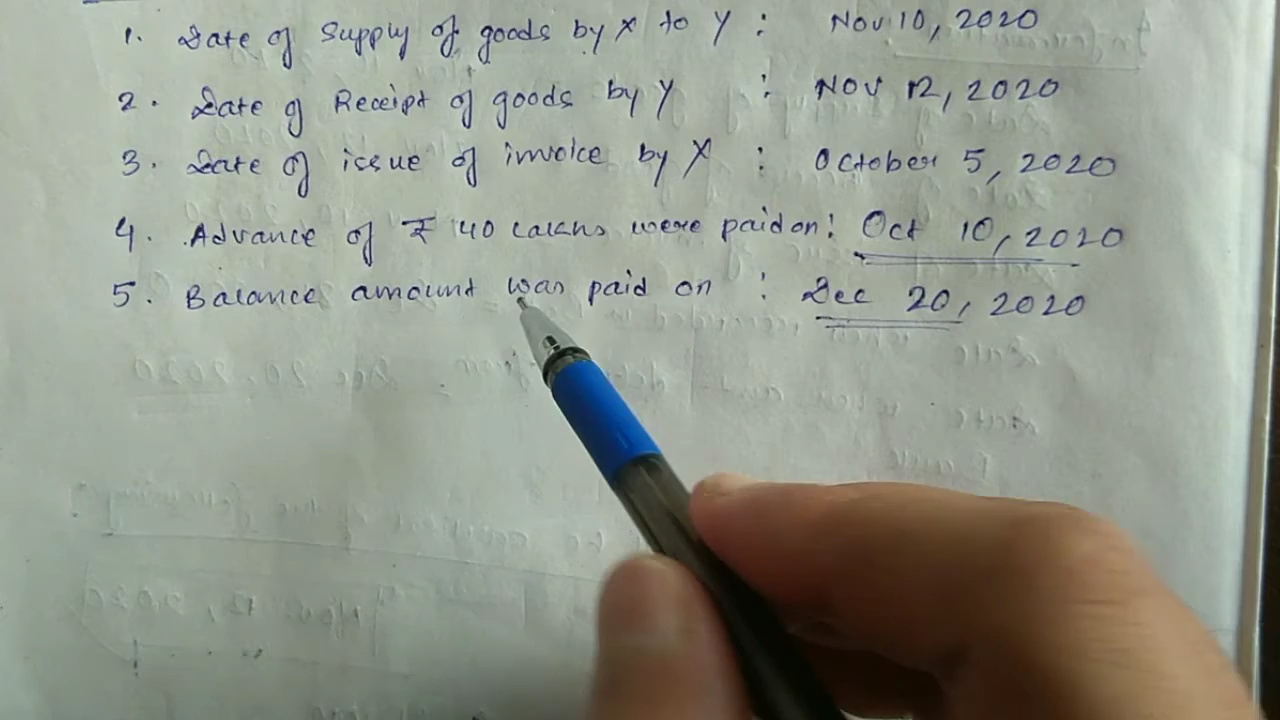 1. Date of Supply of goods by X to Y : Nov 10, 2020
2. Date of Receipt of goods by Y : NOV 12, 2020
3. Date of issue of invoice by X : October 5, 2020
4. Advance of ₹ 40 Lakhs were paid on : Oct 10, 2020
5. Balance amount was paid on : Dec 20, 2020